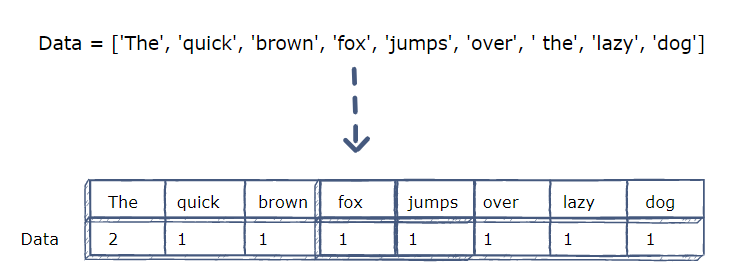 Data = ['The', 'quick', 'brown', 'fox', 'jumps', 'over', ' the', 'lazy', 'dog']
The quick brown fox jumps over lazy dog
Data 2 1 1 1 1 1 1 1